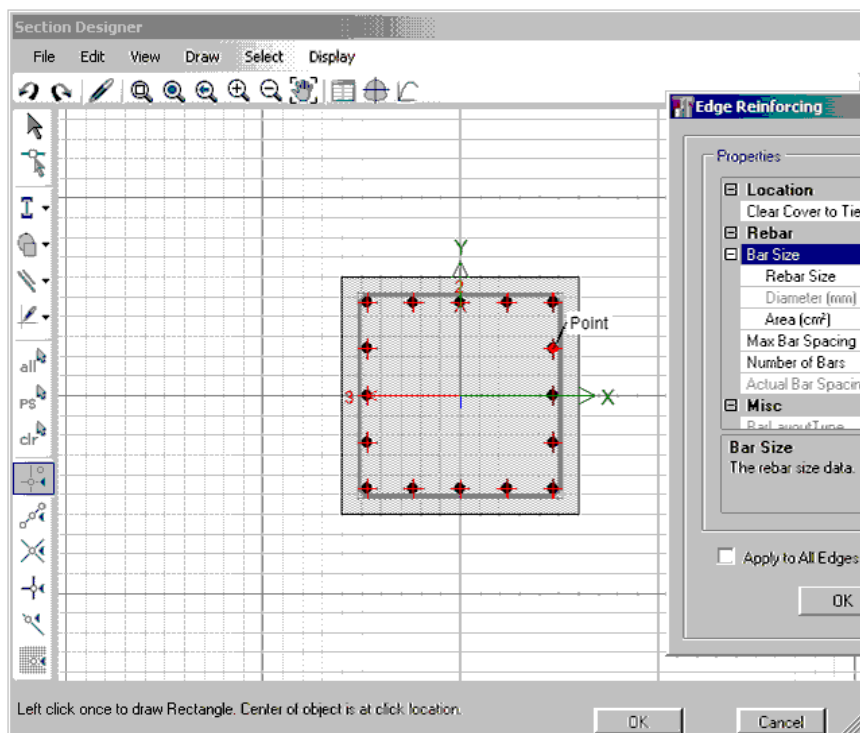 Section Designer
File Edit View Draw Select Display
Edge Reinforcing
Properties
Location
Clear Cover to Tie
Rebar
Bar Size
Rebar Size
Diameter (mm)
Area (cm²)
Max Bar Spacing
Number of Bars
Actual Bar Spacin
Misc
BarLayoutType
Bar Size
The rebar size data.
Apply to All Edges
OK
all
PS
clr
Y
2
Point
3
X
Left click once to draw Rectangle. Center of object is at click location.
OK Cancel